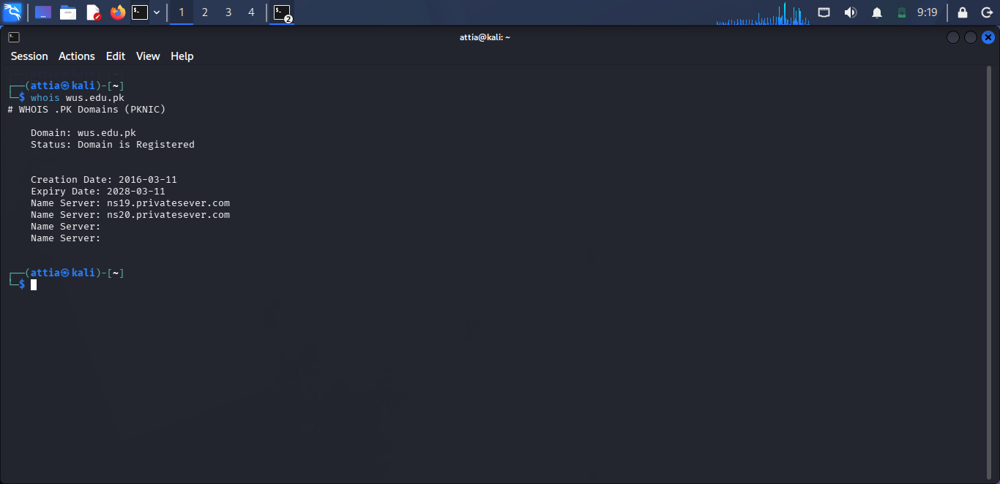 1 2 3 4 2 9:19
attia@kali: ~
Session Actions Edit View Help
┌──(attia㉿kali)-[~]
└─$ whois wus.edu.pk
# WHOIS .PK Domains (PKNIC)
Domain: wus.edu.pk
Status: Domain is Registered
Creation Date: 2016-03-11
Expiry Date: 2028-03-11
Name Server: ns19.privatesever.com
Name Server: ns20.privatesever.com
Name Server:
Name Server:
┌──(attia㉿kali)-[~]
└─$